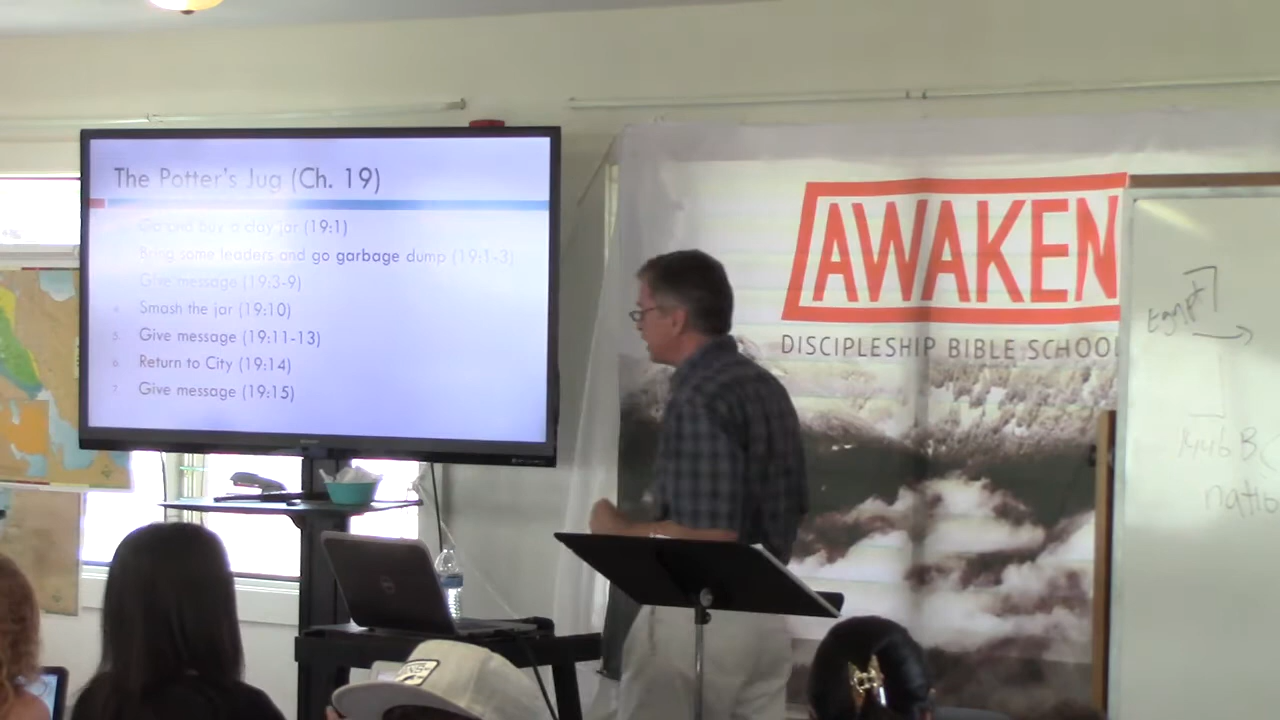 The Potter's Jug (Ch. 19)
Go and buy a clay jar (19:1)
Bring some leaders and go garbage dump (19:1-3)
Give message (19:3-9)
4. Smash the jar (19:10)
5. Give message (19:11-13)
6. Return to City (19:14)
7. Give message (19:15)
AWAKEN
DISCIPLESHIP BIBLE SCHOOL
Egypt
1446 B
natio